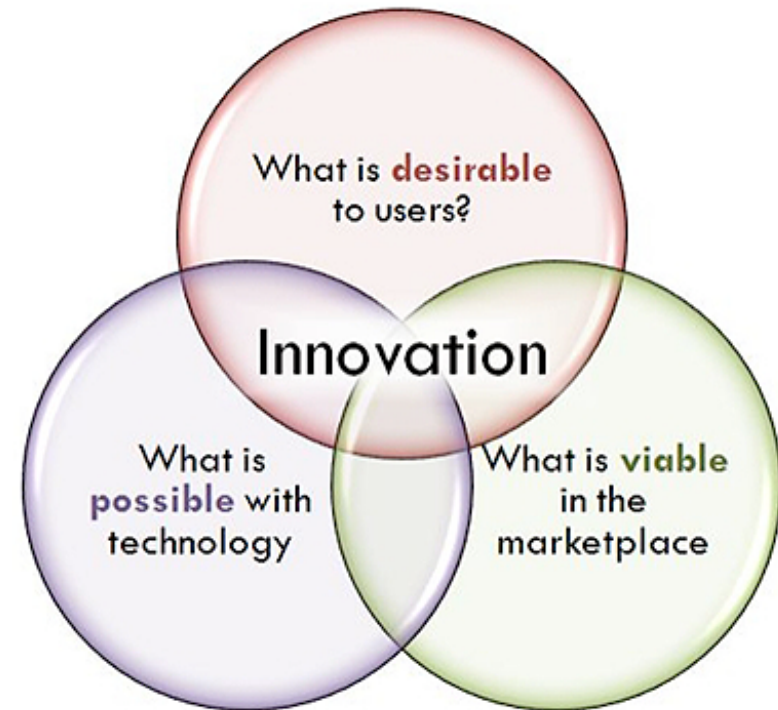 What is desirable
to users?
Innovation
What is
possible with
technology
What is viable
in the
marketplace